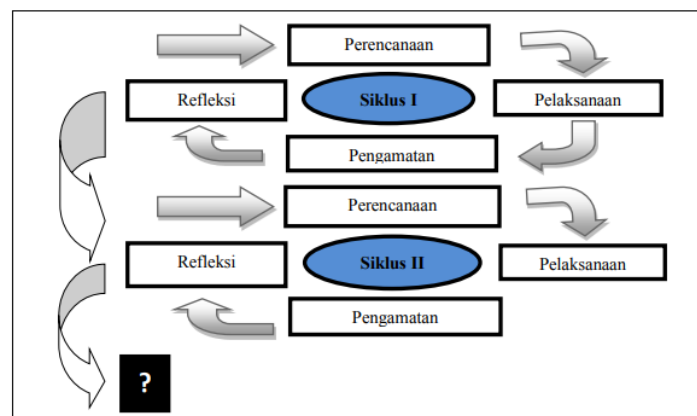 Perencanaan
Refleksi
Siklus I
Pelaksanaan
Pengamatan
Perencanaan
Refleksi
Siklus II
Pelaksanaan
Pengamatan
?